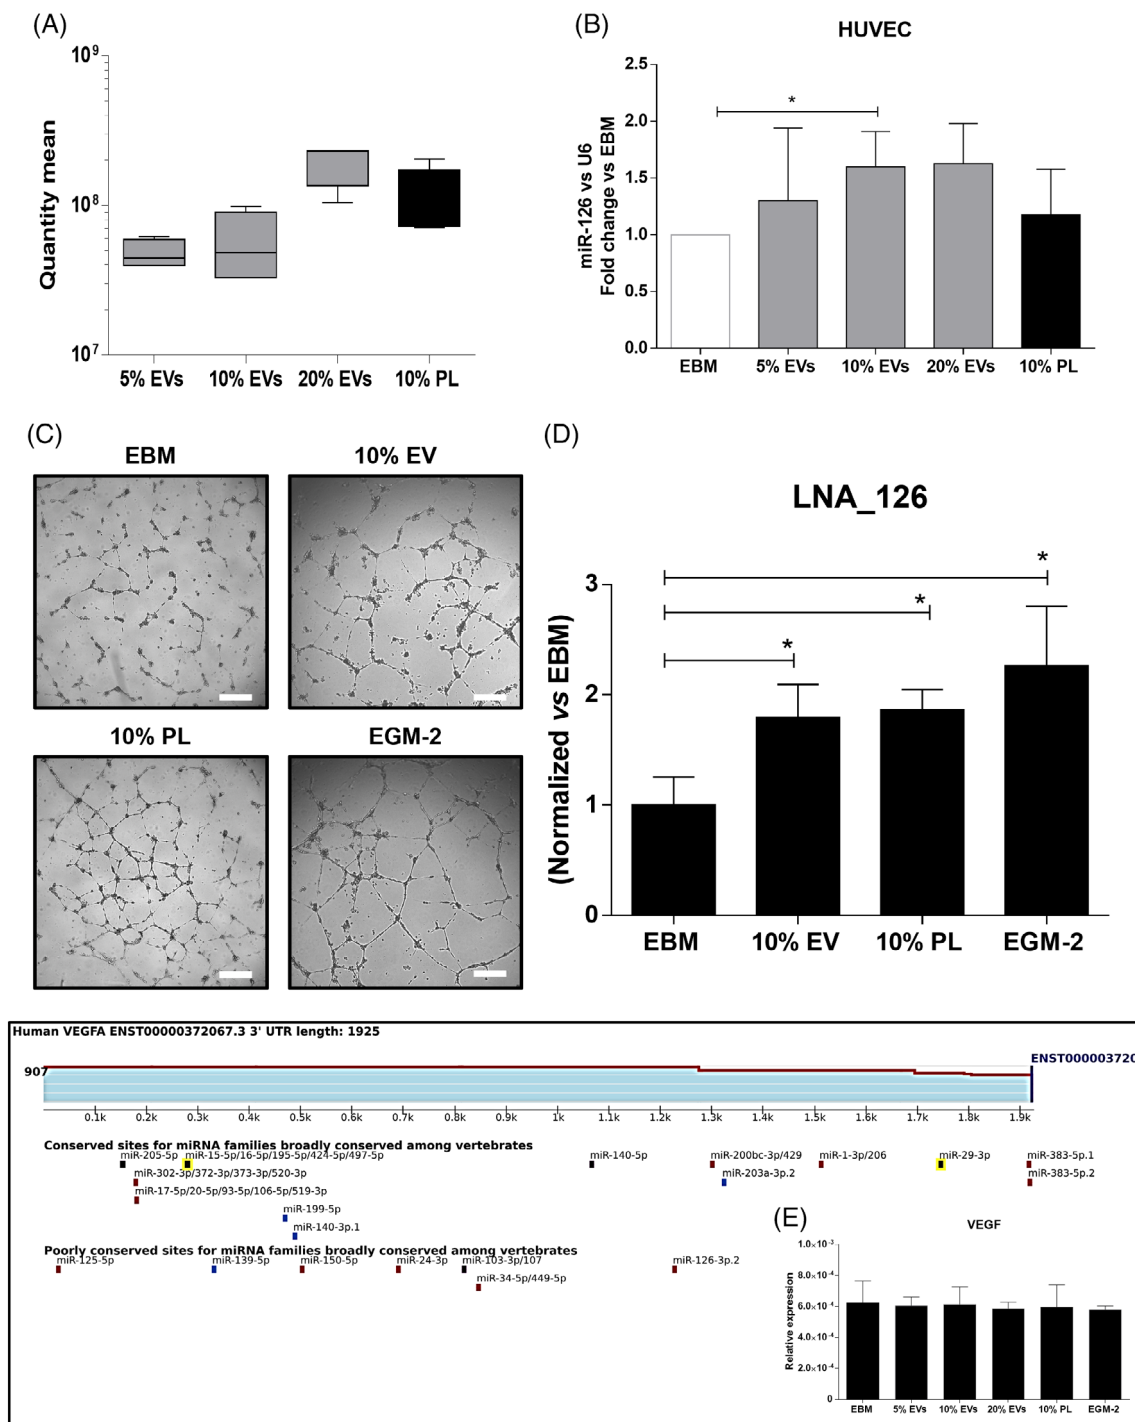 (A)
10⁹
10⁸
10⁷
Quantity mean
5% EVs 10% EVs 20% EVs 10% PL
(B)
HUVEC
miR-126 vs U6
Fold change vs EBM
2.5
2.0
1.5
1.0
0.5
0.0
*
EBM 5% EVs 10% EVs 20% EVs 10% PL
(C)
EBM 10% EV
10% PL EGM-2
(D)
LNA_126
(Normalized vs EBM)
3
2
1
0
*
*
*
EBM 10% EV 10% PL EGM-2
Human VEGFA ENST00000372067.3 3' UTR length: 1925
ENST000003720
907
0.1k 0.2k 0.3k 0.4k 0.5k 0.6k 0.7k 0.8k 0.9k 1k 1.1k 1.2k 1.3k 1.4k 1.5k 1.6k 1.7k 1.8k 1.9k
Conserved sites for miRNA families broadly conserved among vertebrates
miR-205-5p miR-15-5p/16-5p/195-5p/424-5p/497-5p miR-140-5p miR-200bc-3p/429 miR-1-3p/206 miR-29-3p miR-383-5p.1
miR-302-3p/372-3p/373-3p/520-3p miR-203a-3p.2 miR-383-5p.2
miR-17-5p/20-5p/93-5p/106-5p/519-3p
miR-199-5p
miR-140-3p.1
Poorly conserved sites for miRNA families broadly conserved among vertebrates
miR-125-5p miR-139-5p miR-150-5p miR-24-3p miR-103-3p/107 miR-126-3p.2
miR-34-5p/449-5p
(E)
VEGF
Relative expression
1.0×10⁻³
8.0×10⁻⁴
6.0×10⁻⁴
4.0×10⁻⁴
2.0×10⁻⁴
0
EBM 5% EVs 10% EVs 20% EVs 10% PL EGM-2